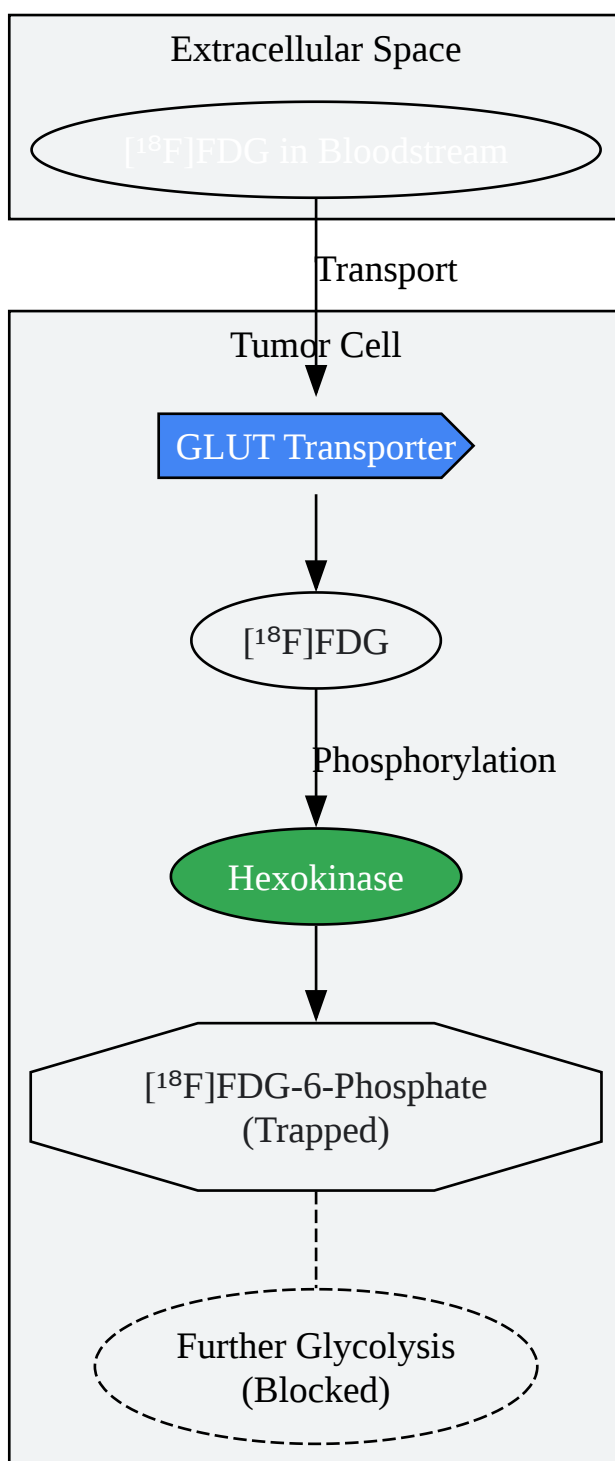 Extracellular Space
[¹⁸F]FDG in Bloodstream
Transport
Tumor Cell
GLUT Transporter
[¹⁸F]FDG
Phosphorylation
Hexokinase
[¹⁸F]FDG-6-Phosphate
(Trapped)
Further Glycolysis
(Blocked)